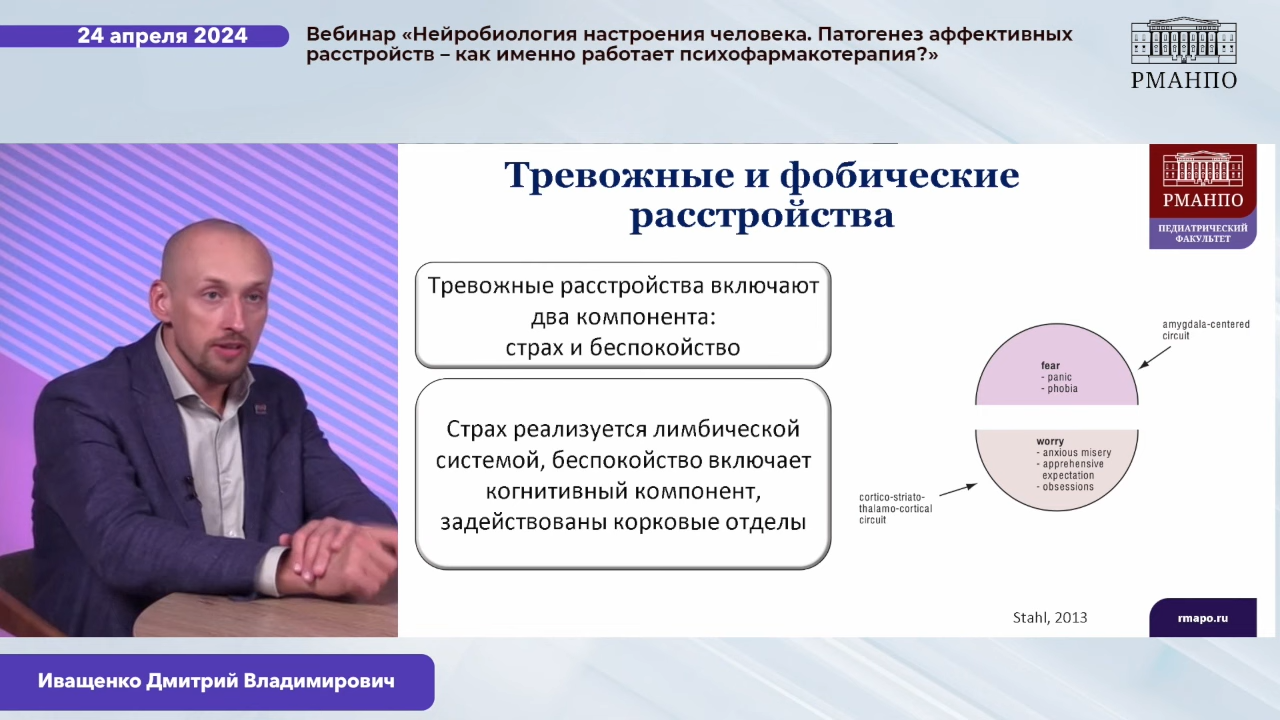 24 апреля 2024
Вебинар «Нейробиология настроения человека. Патогенез аффективных
расстройств – как именно работает психофармакотерапия?»
РМАНПО
Тревожные и фобические
расстройства
РМАНПО
ПЕДИАТРИЧЕСКИЙ
ФАКУЛЬТЕТ
Тревожные расстройства включают
два компонента:
страх и беспокойство
Страх реализуется лимбической
системой, беспокойство включает
когнитивный компонент,
задействованы корковые отделы
amygdala-centered
circuit
fear
- panic
- phobia
worry
- anxious misery
- apprehensive
expectation
- obsessions
cortico-striato-
thalamo-cortical
circuit
Stahl, 2013
rmapo.ru
Иващенко Дмитрий Владимирович